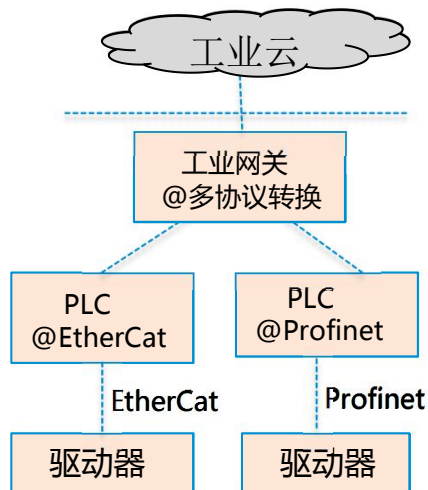 工业云
工业网关
@多协议转换
PLC
@EtherCat
PLC
@Profinet
EtherCat
Profinet
驱动器
驱动器